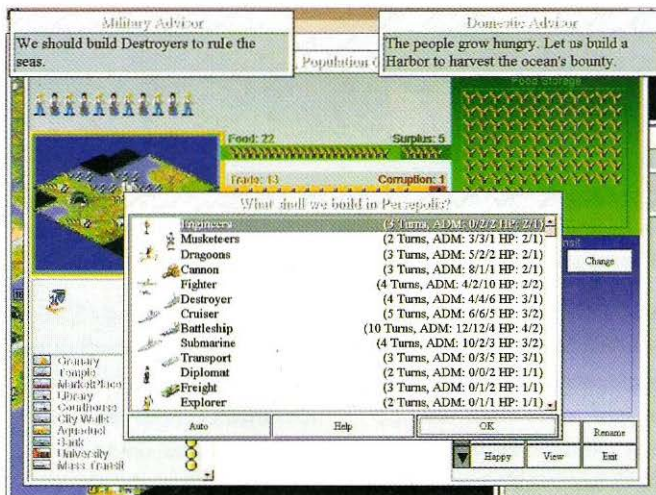 Military Advisor
We should build Destroyers to rule the
seas.
Domestic Advisor
The people grow hungry. Let us build a
Harbor to harvest the ocean's bounty.
Population
Food Storage
Food: 22 Surplus: 5
Trade: 13 Corruption: 1
What shall we build in Persepolis?
Engineers (3 Turns, ADM: 0/2/2 HP: 2/1)
Musketeers (2 Turns, ADM: 3/3/1 HP: 2/1)
Dragoons (3 Turns, ADM: 5/2/2 HP: 2/1)
Cannon (3 Turns, ADM: 8/1/1 HP: 2/1)
Fighter (4 Turns, ADM: 4/2/10 HP: 2/2)
Destroyer (4 Turns, ADM: 4/4/6 HP: 3/1)
Cruiser (5 Turns, ADM: 6/6/5 HP: 3/2)
Battleship (10 Turns, ADM: 12/12/4 HP: 4/2)
Submarine (4 Turns, ADM: 10/2/3 HP: 3/2)
Transport (3 Turns, ADM: 0/3/5 HP: 3/1)
Diplomat (2 Turns, ADM: 0/0/2 HP: 1/1)
Freight (3 Turns, ADM: 0/1/2 HP: 1/1)
Explorer (2 Turns, ADM: 0/1/1 HP: 1/1)
Auto Help OK
Change
Granary
Temple
MarketPlace
Library
Courthouse
City Walls
Aqueduct
Bank
University
Mass Transit
Rename
Happy View Exit